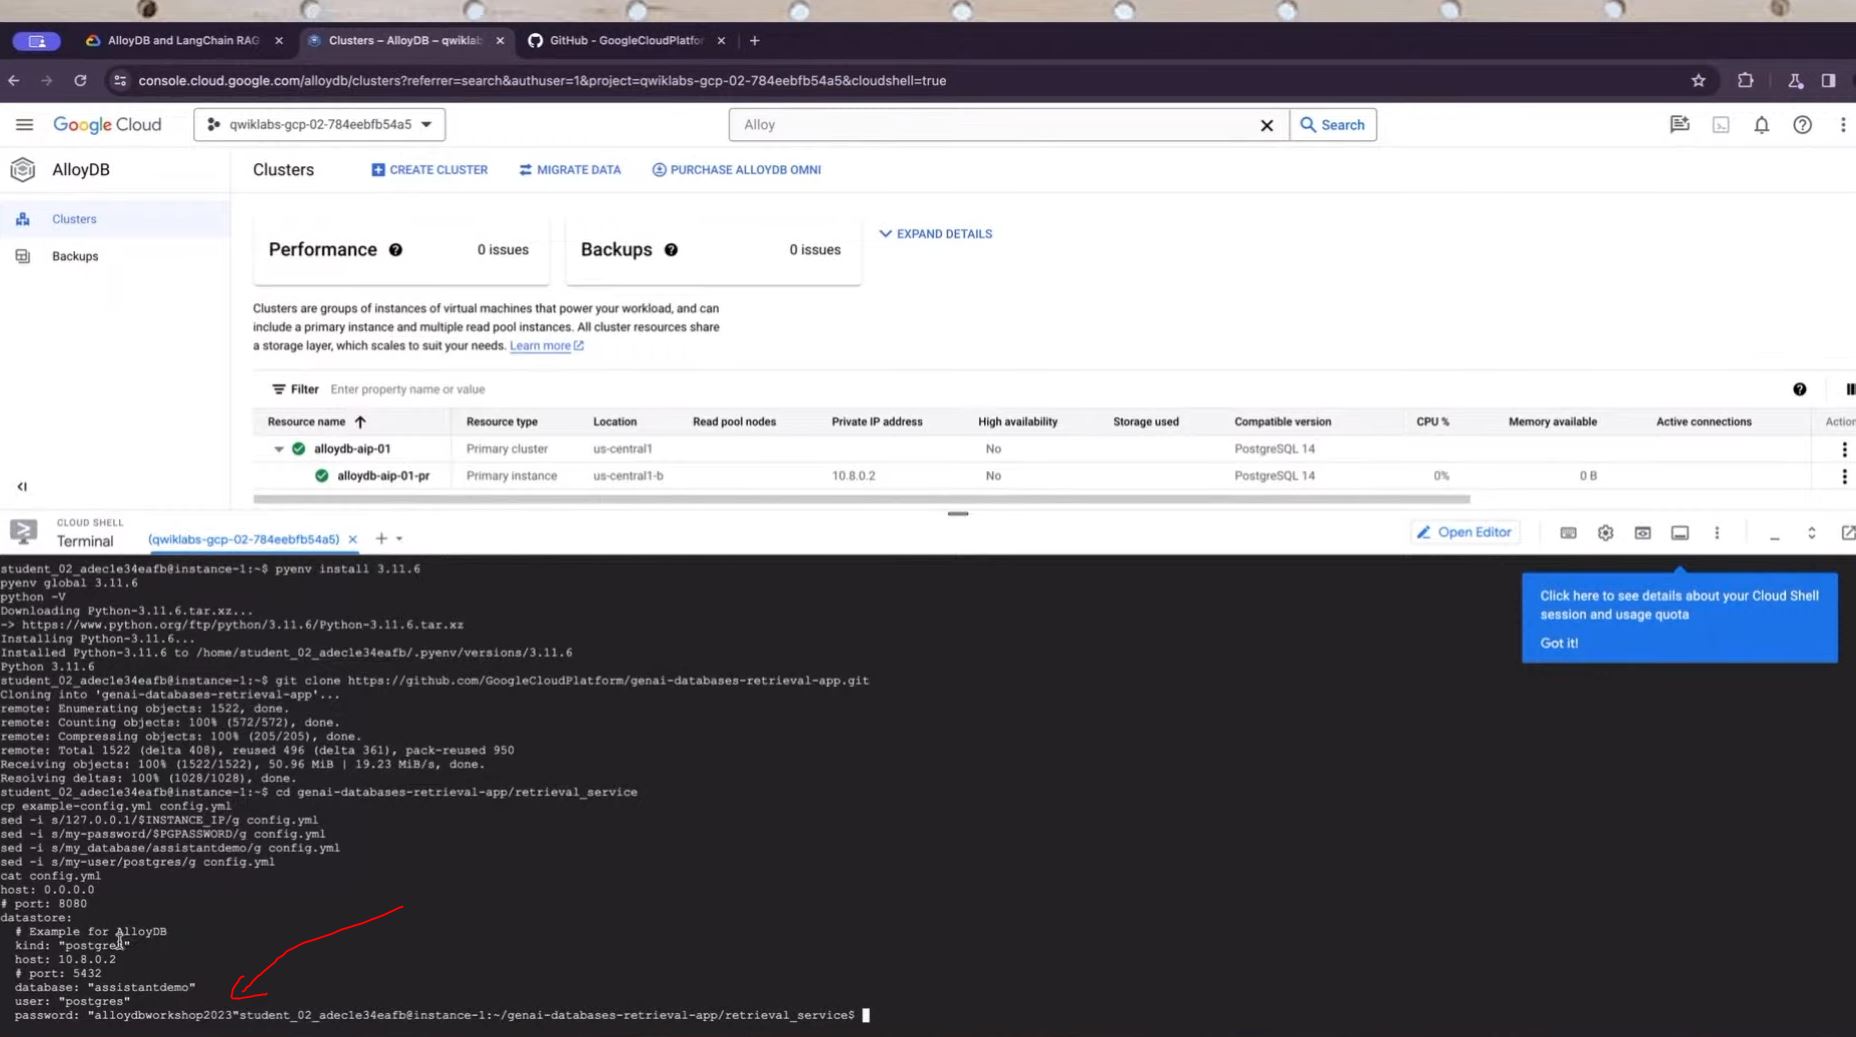 AlloyDB and LangChain RAG
Clusters – AlloyDB – qwiklab
GitHub - GoogleCloudPlatfor
console.cloud.google.com/alloydb/clusters?referrer=search&authuser=1&project=qwiklabs-gcp-02-784eebfb54a5&cloudshell=true
Google Cloud
qwiklabs-gcp-02-784eebfb54a5
Alloy
Search
AlloyDB
Clusters
CREATE CLUSTER
MIGRATE DATA
PURCHASE ALLOYDB OMNI
Clusters
Backups
Performance
0 issues
Backups
0 issues
EXPAND DETAILS
Clusters are groups of instances of virtual machines that power your workload, and can
include a primary instance and multiple read pool instances. All cluster resources share
a storage layer, which scales to suit your needs. Learn more
Filter Enter property name or value
Resource name Resource type Location Read pool nodes Private IP address High availability Storage used Compatible version CPU % Memory available Active connections Action
alloydb-aip-01 Primary cluster us-central1 No PostgreSQL 14
alloydb-aip-01-pr Primary instance us-central1-b 10.8.0.2 No PostgreSQL 14 0% 0 B
CLOUD SHELL
Terminal
(qwiklabs-gcp-02-784eebfb54a5)
Open Editor
student_02_adec1e34eafb@instance-1:~$ pyenv install 3.11.6
pyenv global 3.11.6
python -V
Downloading Python-3.11.6.tar.xz...
-> https://www.python.org/ftp/python/3.11.6/Python-3.11.6.tar.xz
Installing Python-3.11.6...
Installed Python-3.11.6 to /home/student_02_adec1e34eafb/.pyenv/versions/3.11.6
Python 3.11.6
student_02_adec1e34eafb@instance-1:~$ git clone https://github.com/GoogleCloudPlatform/genai-databases-retrieval-app.git
Cloning into 'genai-databases-retrieval-app'...
remote: Enumerating objects: 1522, done.
remote: Counting objects: 100% (572/572), done.
remote: Compressing objects: 100% (205/205), done.
remote: Total 1522 (delta 408), reused 496 (delta 361), pack-reused 950
Receiving objects: 100% (1522/1522), 50.96 MiB | 19.23 MiB/s, done.
Resolving deltas: 100% (1028/1028), done.
student_02_adec1e34eafb@instance-1:~$ cd genai-databases-retrieval-app/retrieval_service
cp example-config.yml config.yml
sed -i s/127.0.0.1/$INSTANCE_IP/g config.yml
sed -i s/my-password/$PGPASSWORD/g config.yml
sed -i s/my_database/assistantdemo/g config.yml
sed -i s/my-user/postgres/g config.yml
cat config.yml
host: 0.0.0.0
# port: 8080
datastore:
# Example for AlloyDB
kind: "postgres"
host: 10.8.0.2
# port: 5432
database: "assistantdemo"
user: "postgres"
password: "alloydbworkshop2023"student_02_adec1e34eafb@instance-1:~/genai-databases-retrieval-app/retrieval_service$
Click here to see details about your Cloud Shell
session and usage quota
Got it!